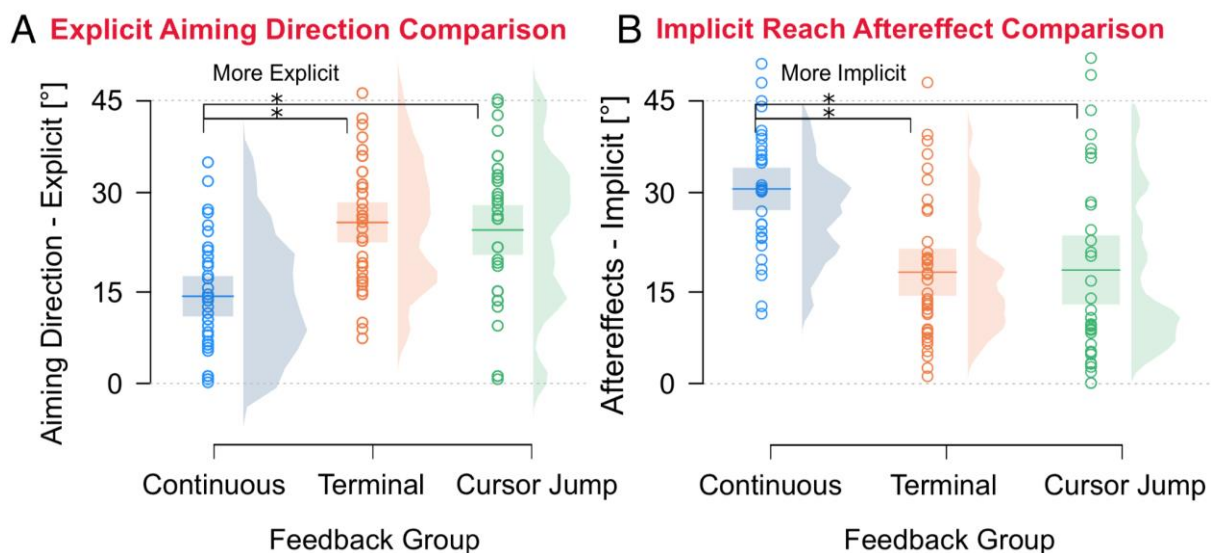 A Explicit Aiming Direction Comparison
More Explicit
*
*
Aiming Direction - Explicit [°]
45
30
15
0
Continuous Terminal Cursor Jump
Feedback Group
B Implicit Reach Aftereffect Comparison
More Implicit
*
*
Aftereffects - Implicit [°]
45
30
15
0
Continuous Terminal Cursor Jump
Feedback Group